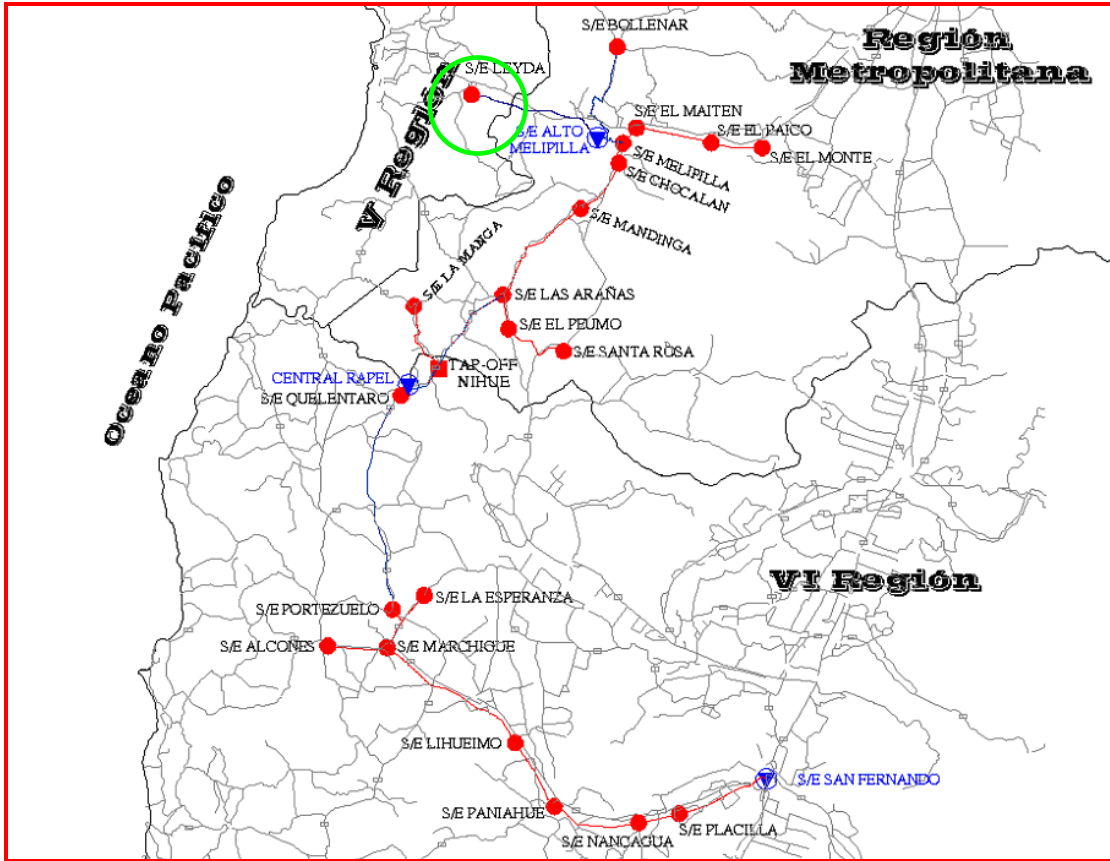 S/E BOLLENAR
Región
Metropolitana
S/E LEYDA
V Región
S/E EL MAITEN
S/E ALTO
MELIPILLA
S/E EL PAICO
S/E EL MONTE
S/E MELIPILLA
S/E CHOCALAN
S/E MANDINGA
Oceano Pacifico
S/E LA MANGA
S/E LAS ARAÑAS
S/E EL PEUMO
S/E SANTA ROSA
TAP-OFF
NIHUE
CENTRAL RAPEL
S/E QUELENTARO
VI Región
S/E LA ESPERANZA
S/E PORTEZUELO
S/E ALCONES
S/E MARCHIGUE
S/E LIHUEIMO
S/E SAN FERNANDO
S/E PANIAHUE
S/E PLACILLA
S/E NANCAGUA